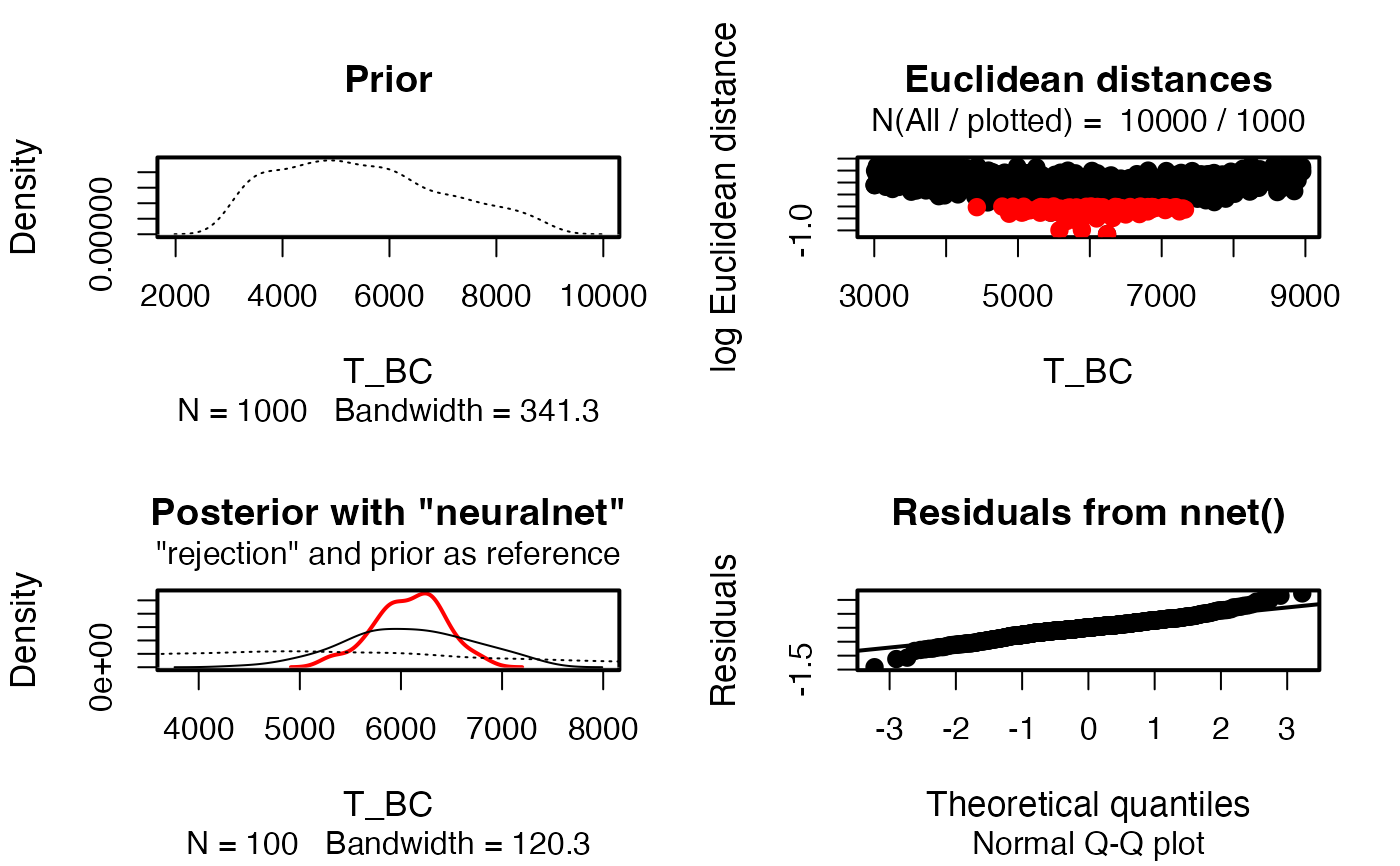 Prior
Density
0.00000
2000 4000 6000 8000 10000
T_BC
N = 1000 Bandwidth = 341.3
Euclidean distances
N(All / plotted) = 10000 / 1000
log Euclidean distance
-1.0
3000 5000 7000 9000
T_BC
Posterior with "neuralnet"
"rejection" and prior as reference
Density
0e+00
4000 5000 6000 7000 8000
T_BC
N = 100 Bandwidth = 120.3
Residuals from nnet()
Residuals
-1.5
-3 -2 -1 0 1 2 3
Theoretical quantiles
Normal Q-Q plot